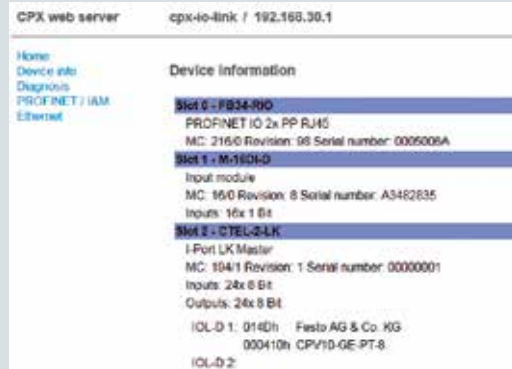 CPX web server
cpx-io-link / 192.168.30.1
Home
Device info
Diagnosis
PROFINET / I&M
Ethernet
Device Information
Slot 0 - FB34-RIO
PROFINET IO 2x PP RJ45
MC: 216/0 Revision: 98 Serial number: 0005006A
Slot 1 - M-16DI-D
Input module
MC: 16/0 Revision: 8 Serial number: A3482835
Inputs: 16x 1 Bit
Slot 2 - CTEL-2-LK
I-Port LK Master
MC: 194/1 Revision: 1 Serial number: 00000001
Inputs: 24x 8 Bit
Outputs: 24x 8 Bit
IOL-D 1: 014Dh Festo AG & Co. KG
000410h CPV10-GE-PT-8
IOL-D 2: